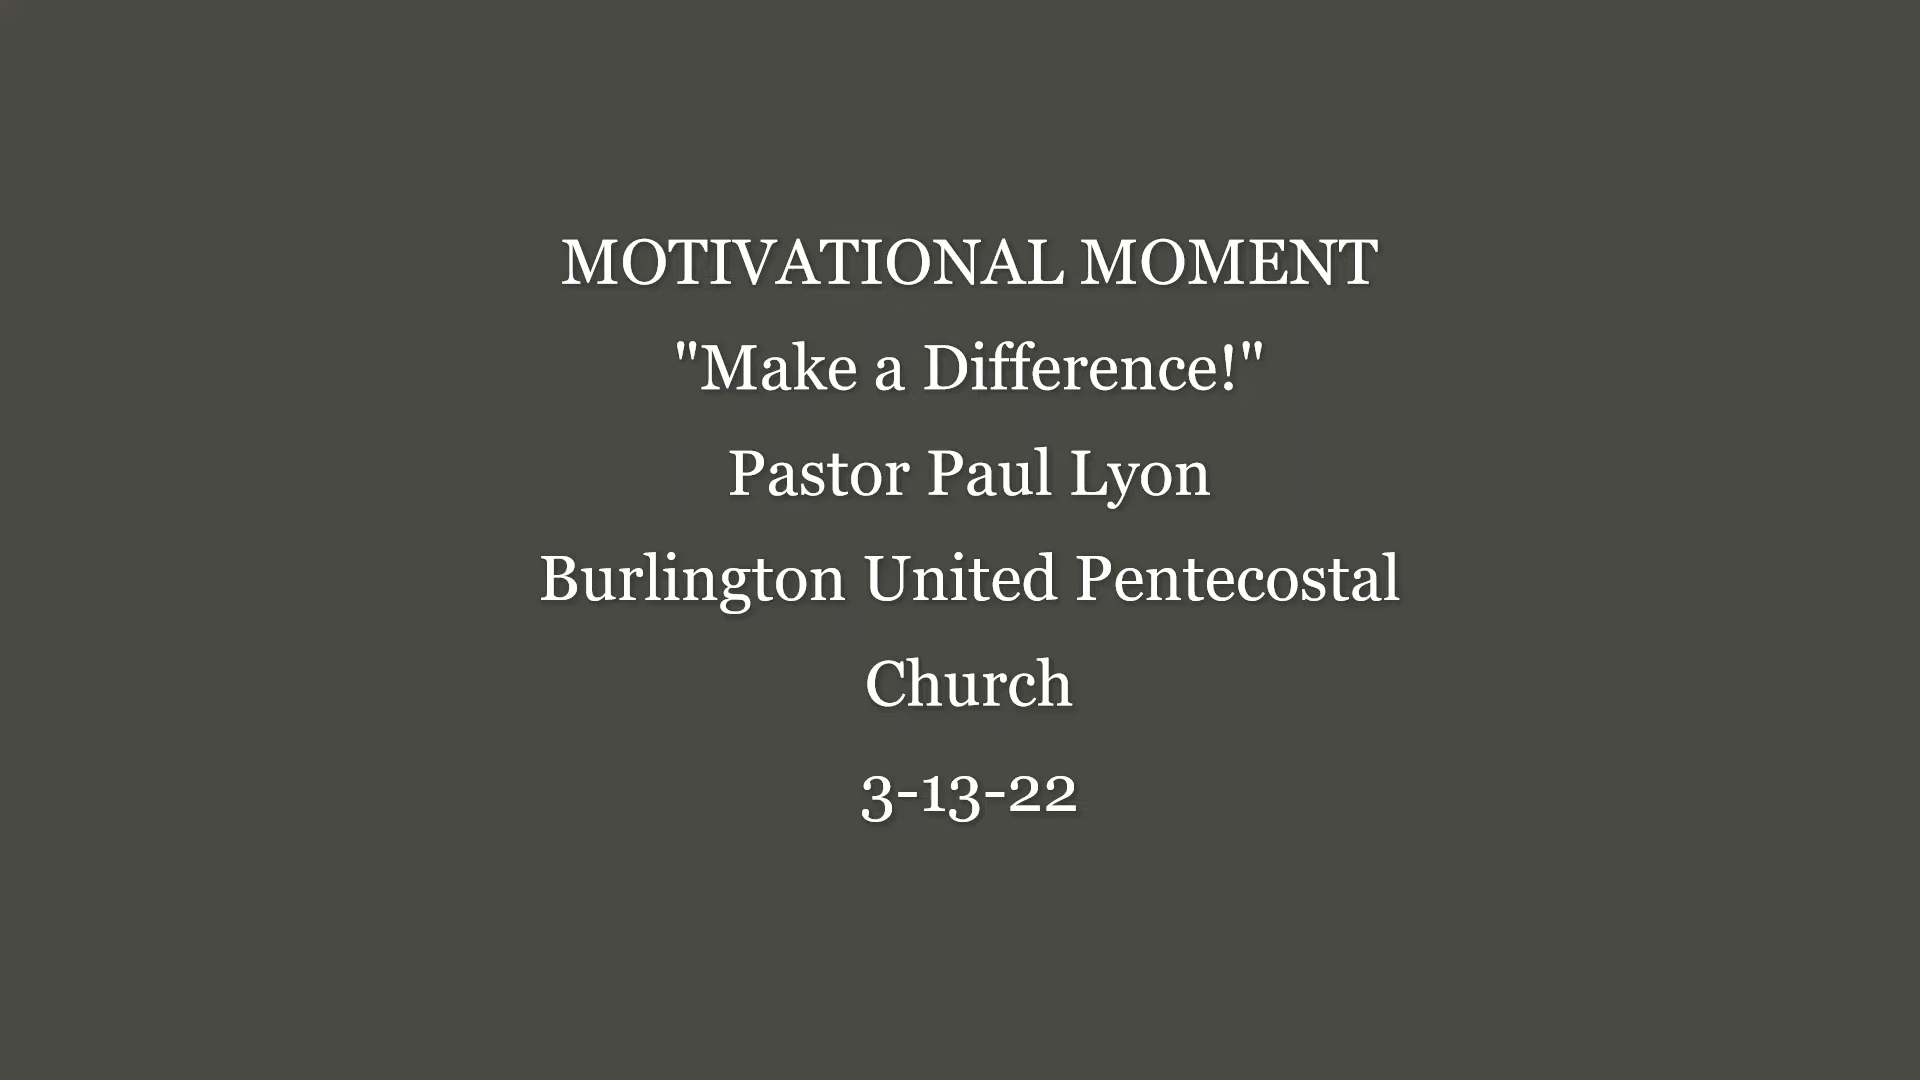 MOTIVATIONAL MOMENT
"Make a Difference!"
Pastor Paul Lyon
Burlington United Pentecostal
Church
3-13-22